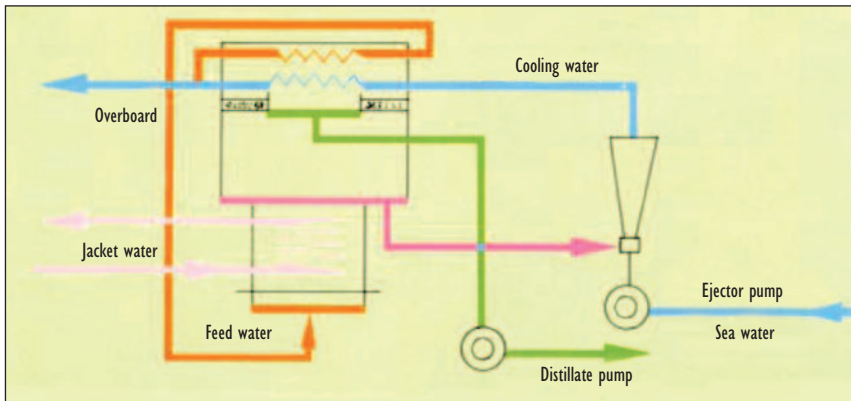 Cooling water
Overboard
Jacket water
Feed water
Ejector pump
Sea water
Distillate pump